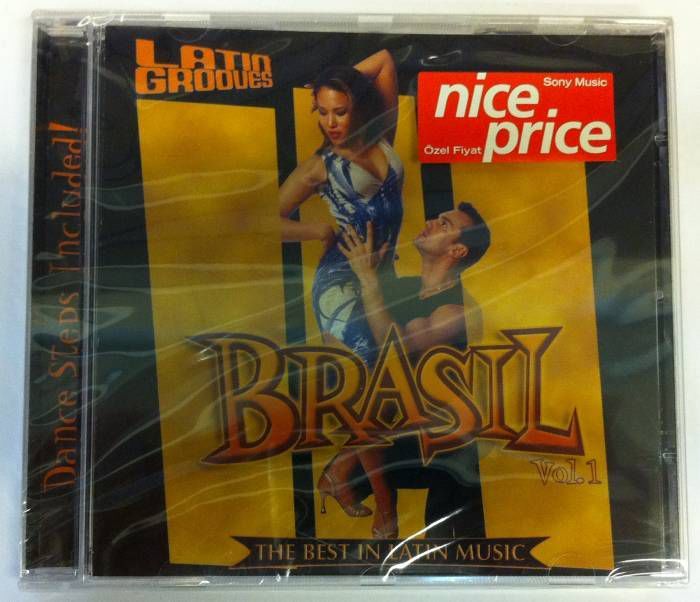 LATIN
GROOVES
Sony Music
nice
Özel Fiyat
price
Dance Steps Included!
BRASIL
Vol.1
THE BEST IN LATIN MUSIC